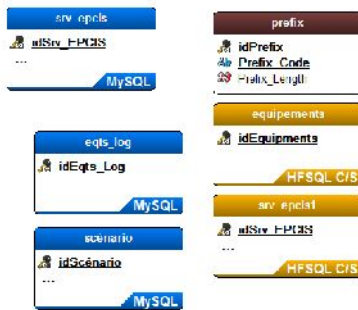 srv_epcis
idSrv_EPCIS
...
MySQL
prefix
idPrefix
Prefix_Code
Prefix_Length
equipements
idEquipments
HFSQL C/S
eqts_log
idEqts_Log
MySQL
srv_epcis1
idSrv_EPCIS
...
HFSQL C/S
scénario
idScénario
...
MySQL